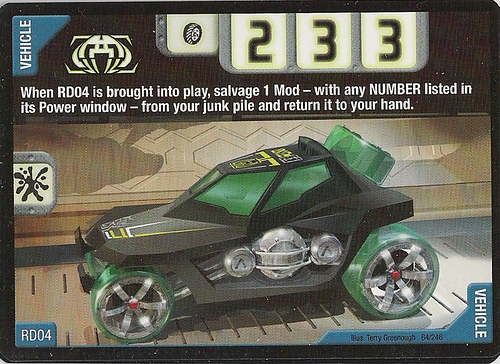 VEHICLE
2 3 3
When RD04 is brought into play, salvage 1 Mod – with any NUMBER listed in
its Power window – from your junk pile and return it to your hand.
RD04
Illus. Terry Greenough 64/246
VEHICLE